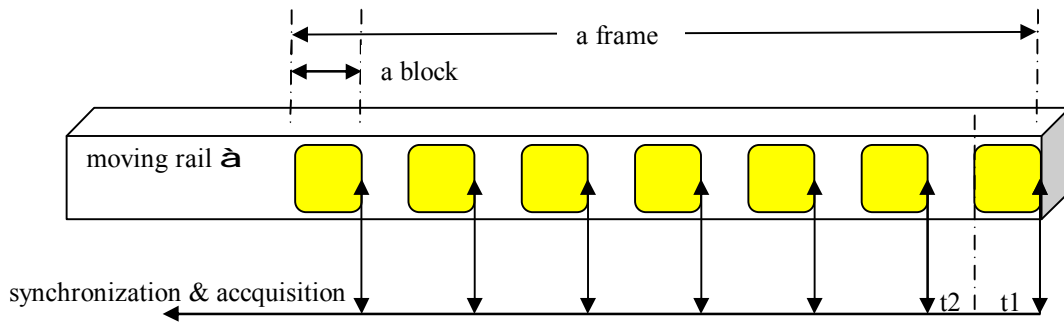 a frame
a block
moving rail à
synchronization & accquisition
t2
t1